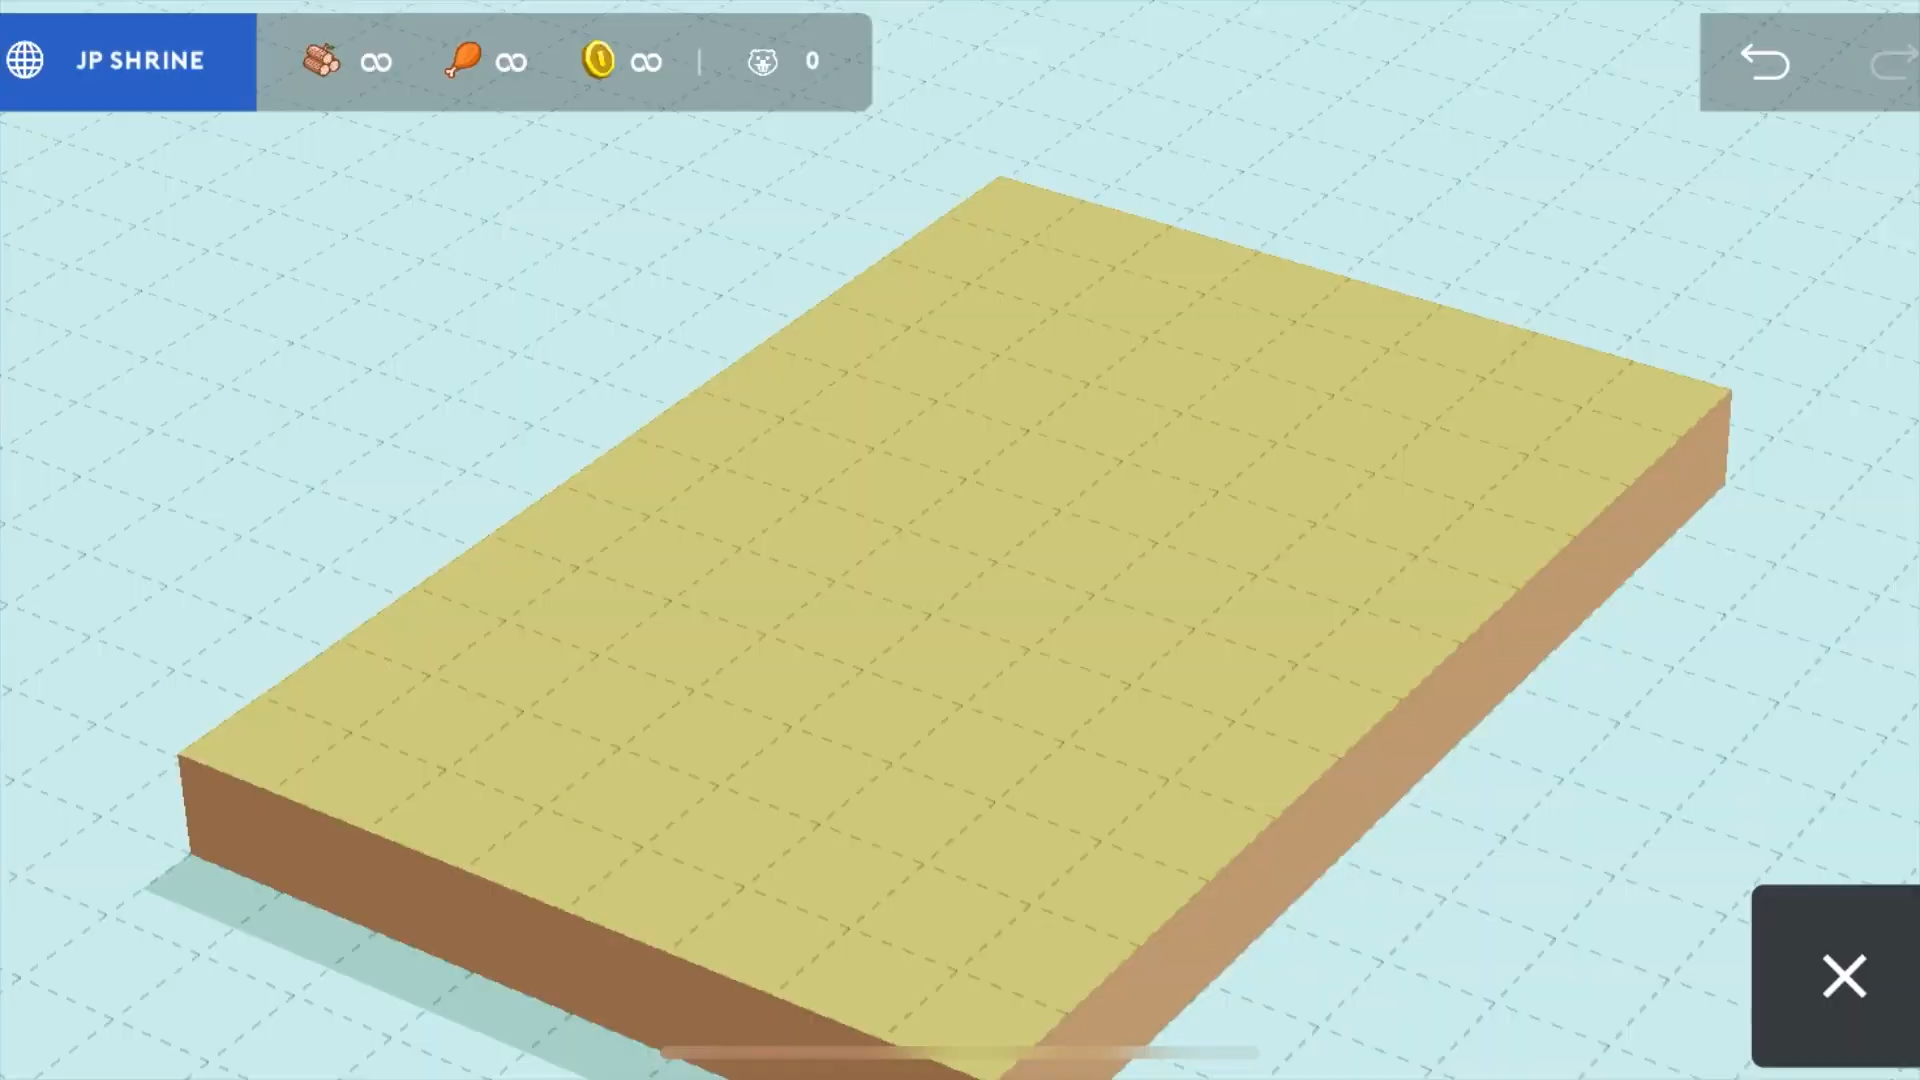 JP SHRINE ∞ ∞ ∞ | 0